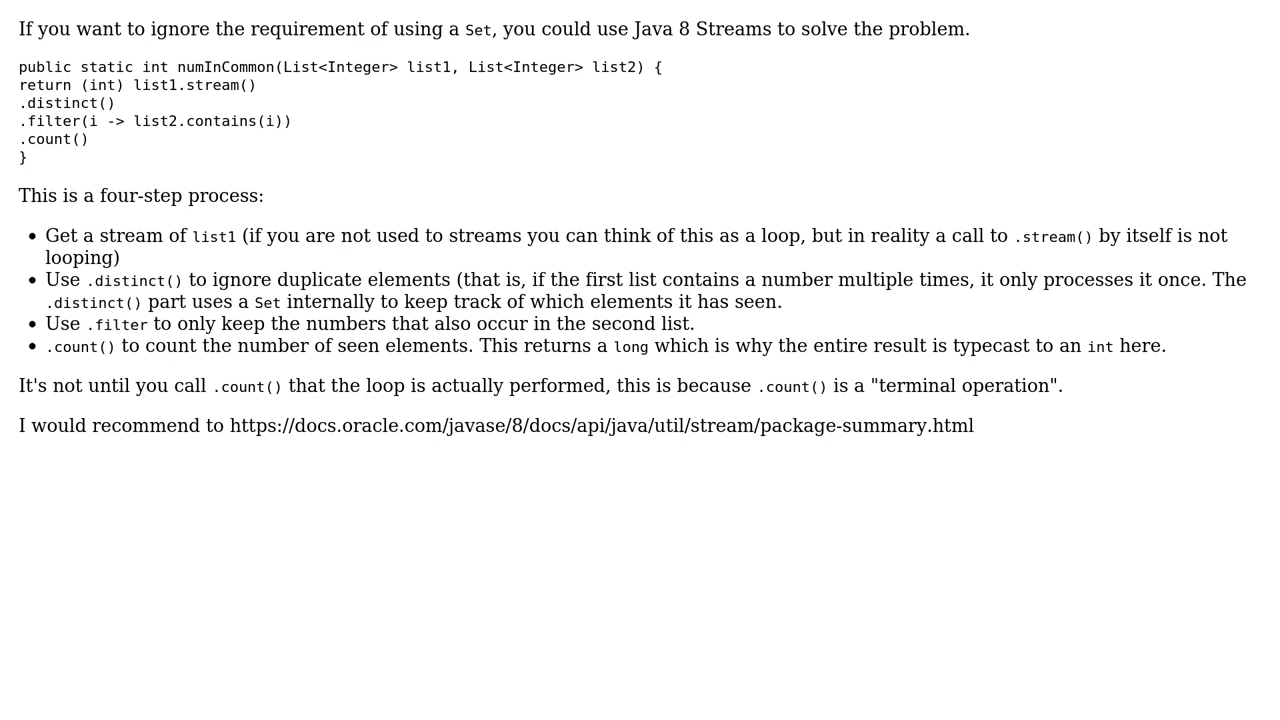 If you want to ignore the requirement of using a Set, you could use Java 8 Streams to solve the problem.
public static int numInCommon(List<Integer> list1, List<Integer> list2) {
return (int) list1.stream()
.distinct()
.filter(i -> list2.contains(i))
.count()
}
This is a four-step process:
• Get a stream of list1 (if you are not used to streams you can think of this as a loop, but in reality a call to .stream() by itself is not
looping)
• Use .distinct() to ignore duplicate elements (that is, if the first list contains a number multiple times, it only processes it once. The
.distinct() part uses a Set internally to keep track of which elements it has seen.
• Use .filter to only keep the numbers that also occur in the second list.
• .count() to count the number of seen elements. This returns a long which is why the entire result is typecast to an int here.
It's not until you call .count() that the loop is actually performed, this is because .count() is a "terminal operation".
I would recommend to https://docs.oracle.com/javase/8/docs/api/java/util/stream/package-summary.html